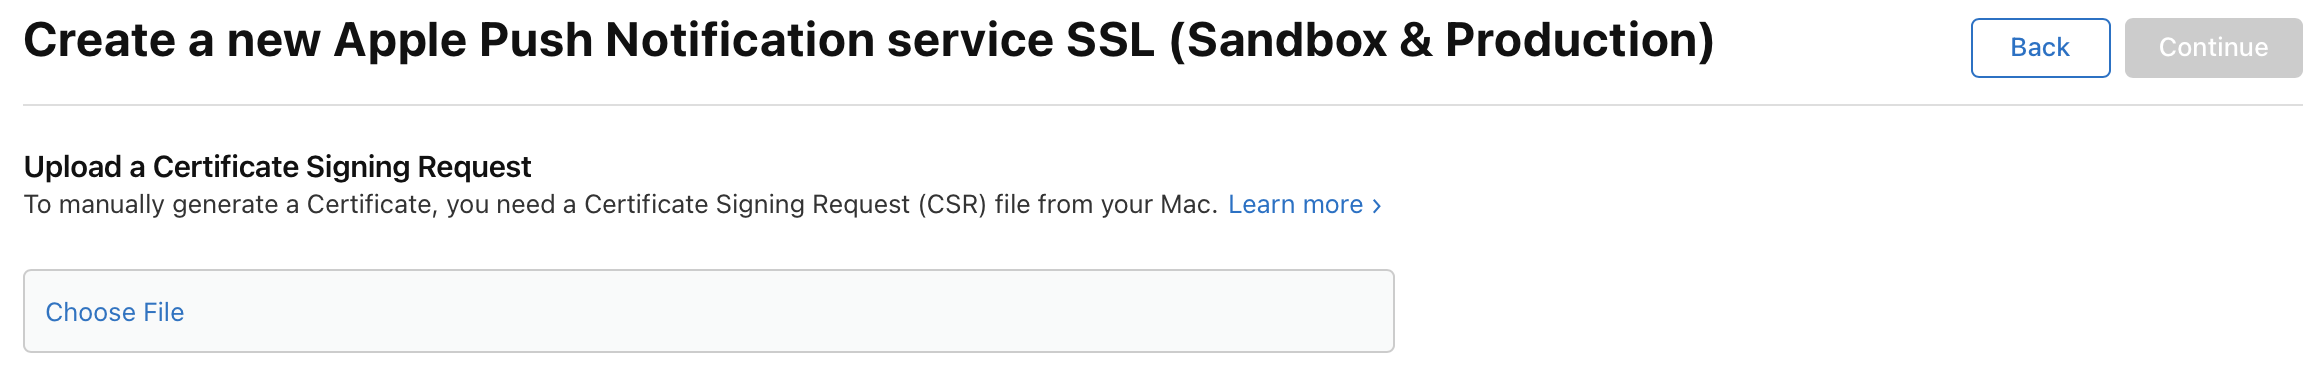 Create a new Apple Push Notification service SSL (Sandbox & Production)
Back
Continue
Upload a Certificate Signing Request
To manually generate a Certificate, you need a Certificate Signing Request (CSR) file from your Mac. Learn more ›
Choose File